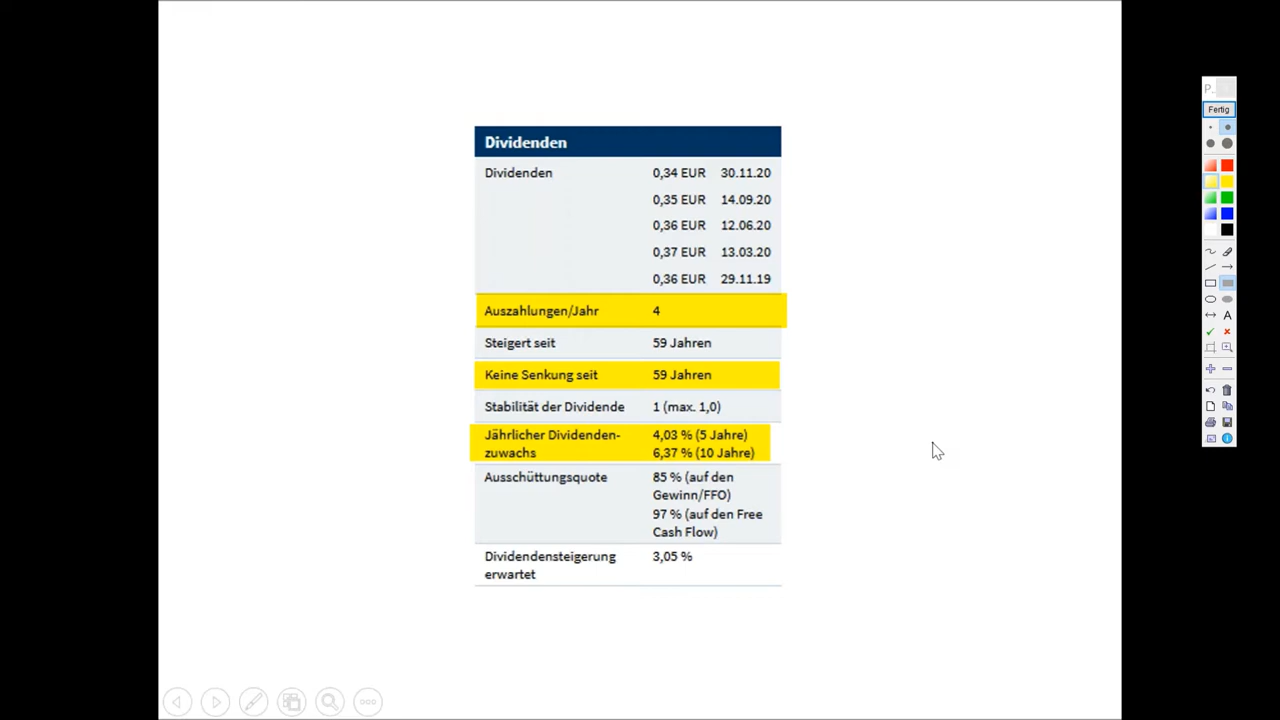 P.
Fertig
Dividenden
Dividenden 0,34 EUR 30.11.20
0,35 EUR 14.09.20
0,36 EUR 12.06.20
0,37 EUR 13.03.20
0,36 EUR 29.11.19
Auszahlungen/Jahr 4
Steigert seit 59 Jahren
Keine Senkung seit 59 Jahren
Stabilität der Dividende 1 (max. 1,0)
Jährlicher Dividenden- 4,03 % (5 Jahre)
zuwachs 6,37 % (10 Jahre)
Ausschüttungsquote 85 % (auf den
Gewinn/FFO)
97 % (auf den Free
Cash Flow)
Dividendensteigerung 3,05 %
erwartet
A